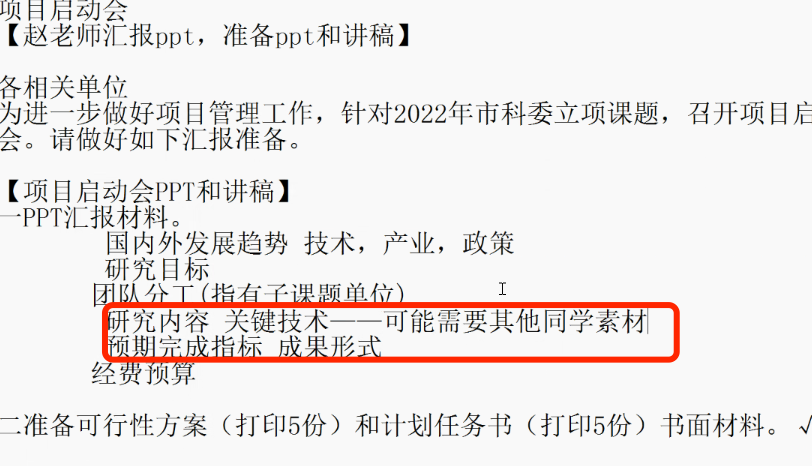 项目启动会
【赵老师汇报ppt，准备ppt和讲稿】
各相关单位
为进一步做好项目管理工作，针对2022年市科委立项课题，召开项目启
会。请做好如下汇报准备。
【项目启动会PPT和讲稿】
一PPT汇报材料。
国内外发展趋势 技术，产业，政策
研究目标
团队分工(指有子课题单位)
研究内容 关键技术——可能需要其他同学素材
预期完成指标 成果形式
经费预算
二准备可行性方案（打印5份）和计划任务书（打印5份）书面材料。 √